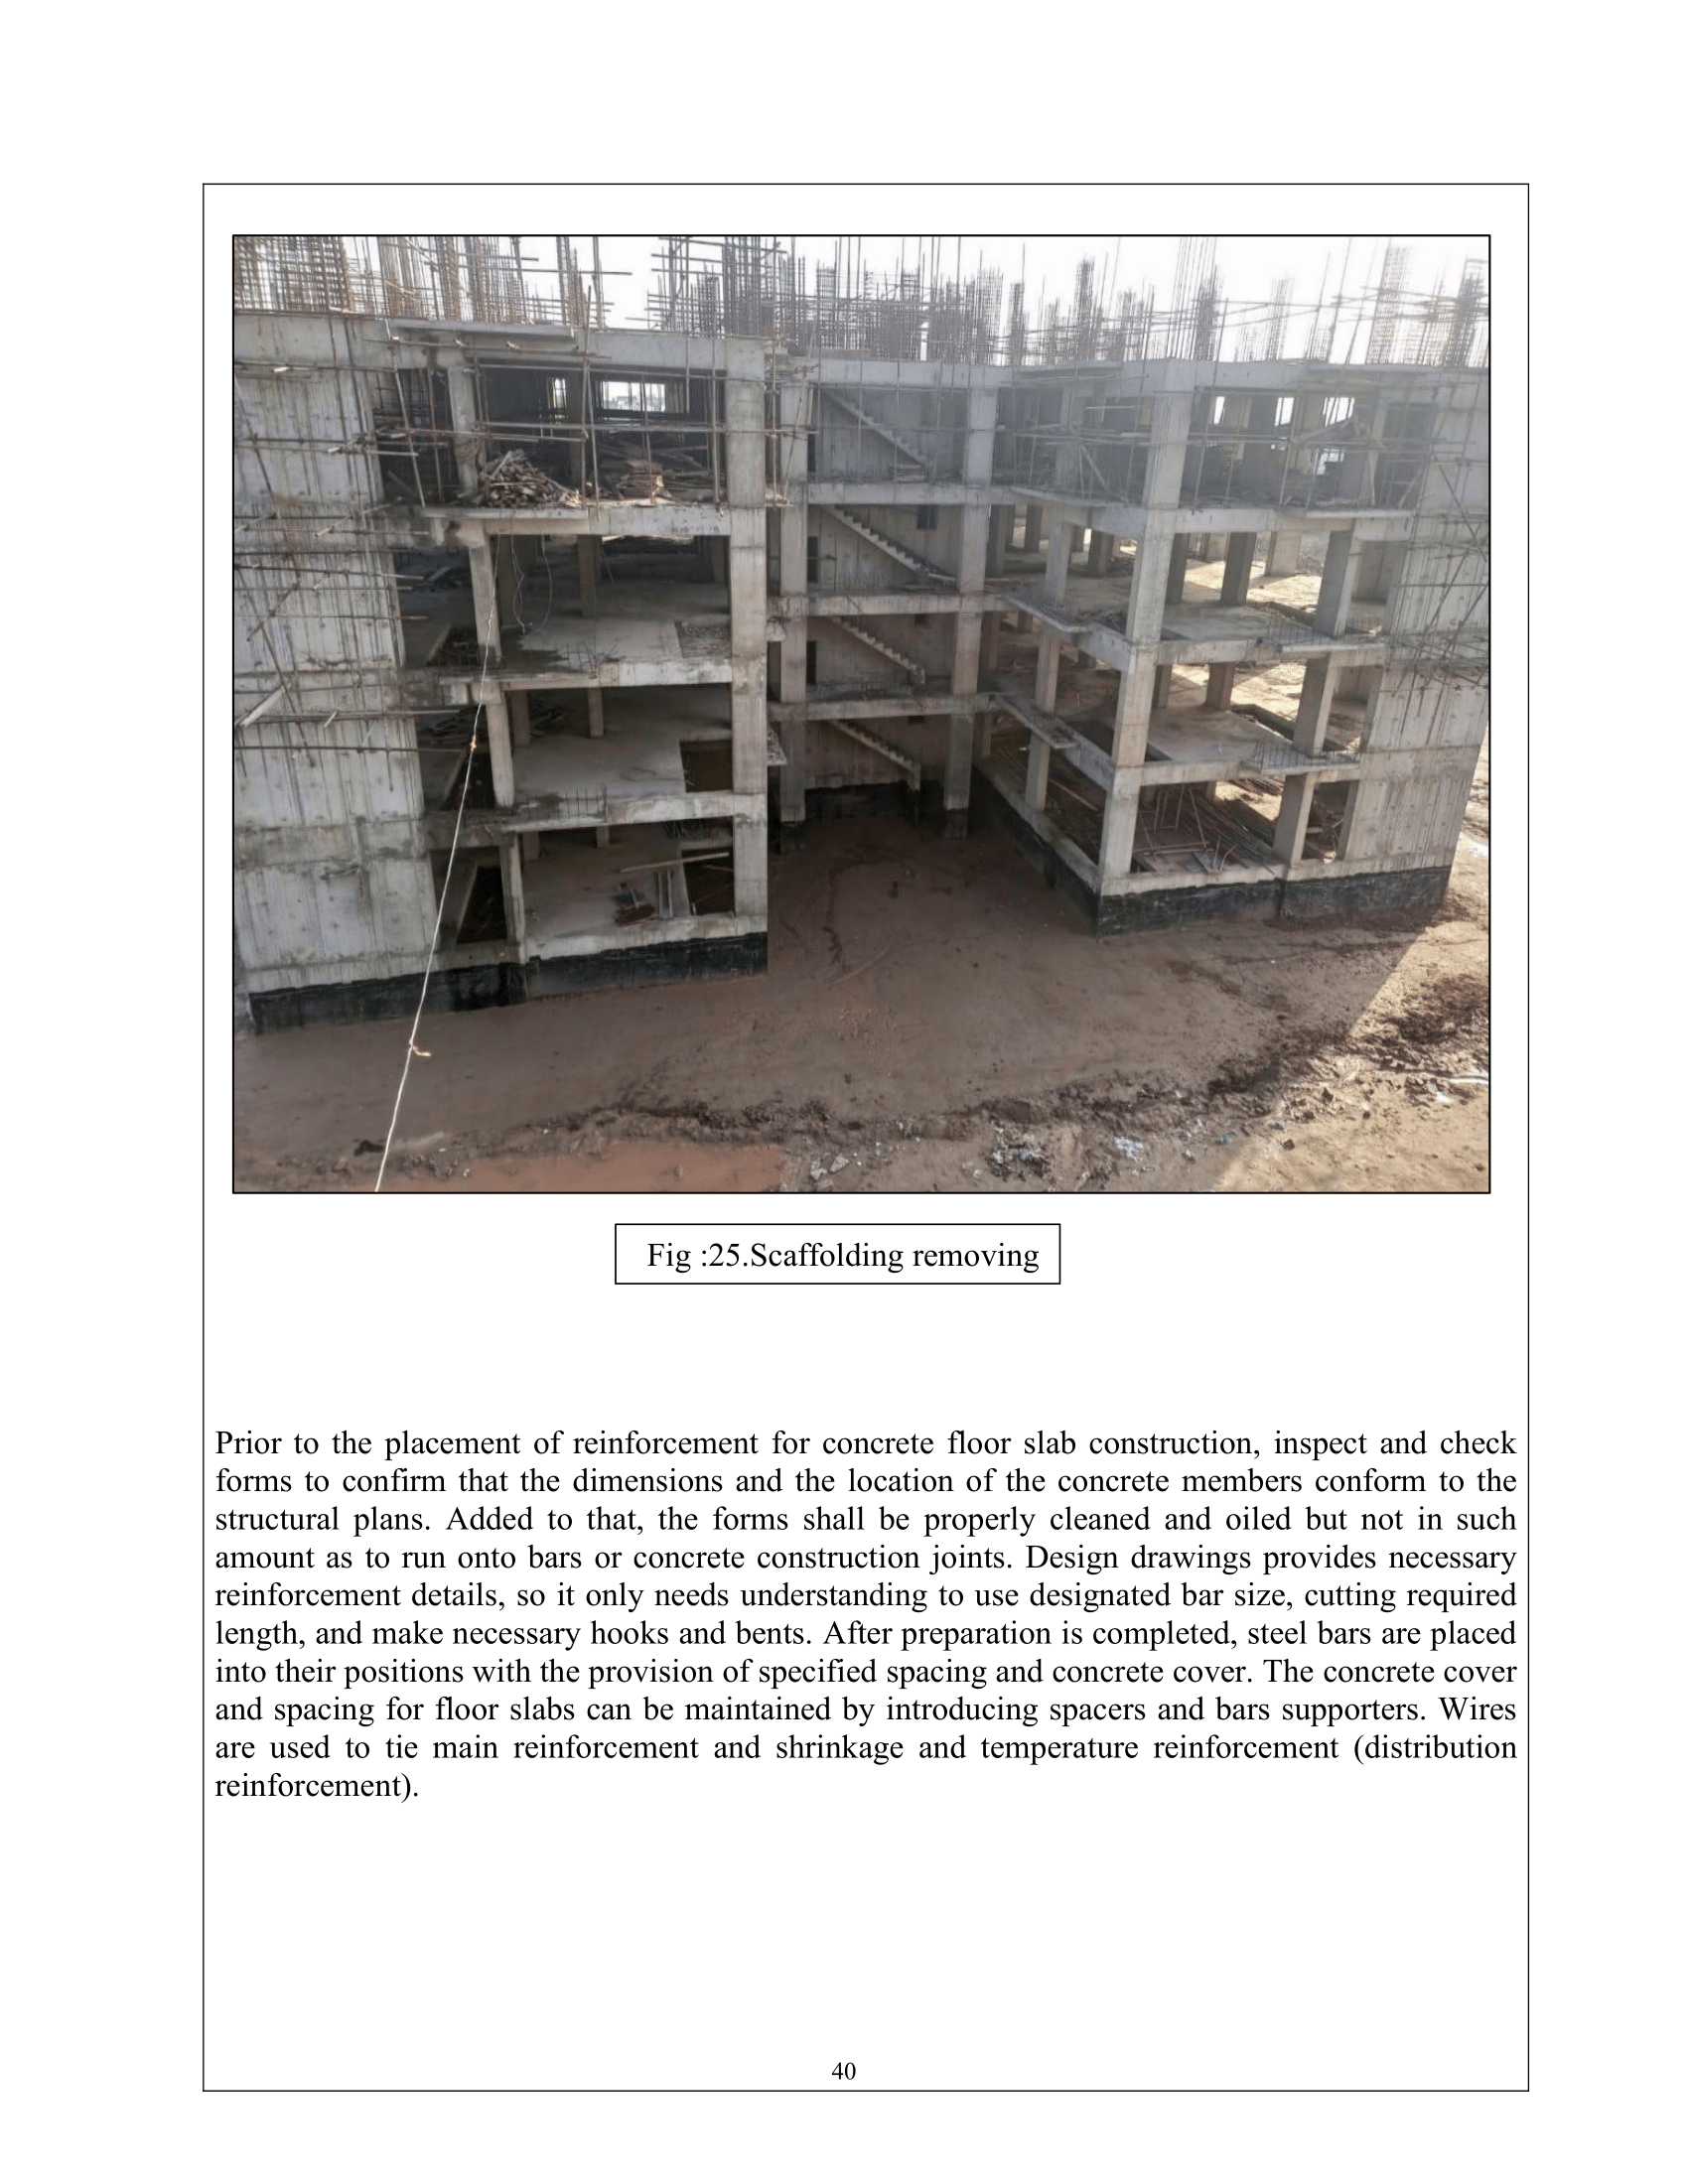 Fig :25.Scaffolding removing
Prior to the placement of reinforcement for concrete floor slab construction, inspect and check
forms to confirm that the dimensions and the location of the concrete members conform to the
structural plans. Added to that, the forms shall be properly cleaned and oiled but not in such
amount as to run onto bars or concrete construction joints. Design drawings provides necessary
reinforcement details, so it only needs understanding to use designated bar size, cutting required
length, and make necessary hooks and bents. After preparation is completed, steel bars are placed
into their positions with the provision of specified spacing and concrete cover. The concrete cover
and spacing for floor slabs can be maintained by introducing spacers and bars supporters. Wires
are used to tie main reinforcement and shrinkage and temperature reinforcement (distribution
reinforcement).
40